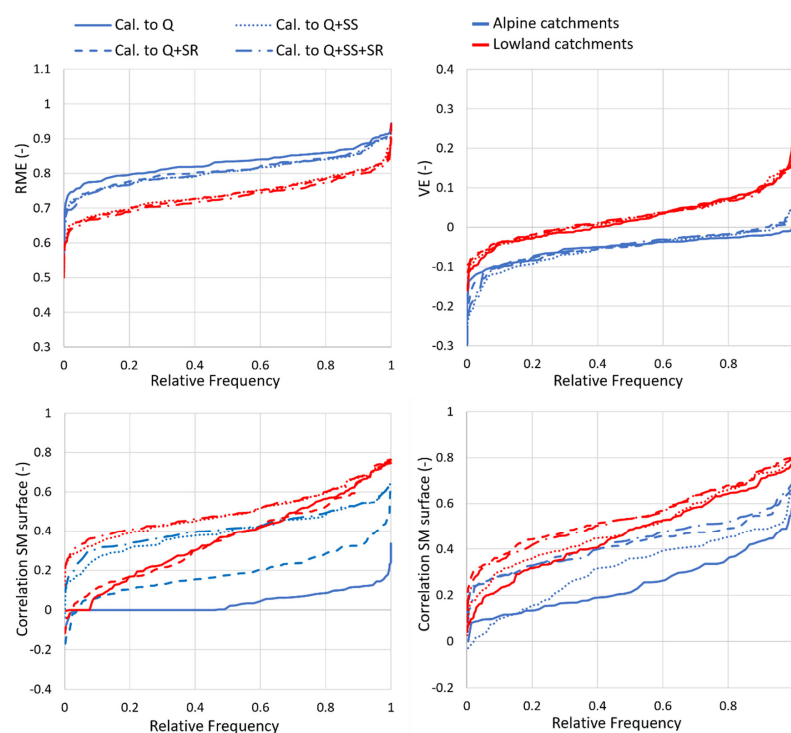 Cal. to Q
Cal. to Q+SS
Cal. to Q+SR
Cal. to Q+SS+SR
Alpine catchments
Lowland catchments
1.1
1
0.9
0.8
0.7
0.6
0.5
0.4
0.3
RME (-)
0 0.2 0.4 0.6 0.8 1
Relative Frequency
0.4
0.3
0.2
0.1
0
-0.1
-0.2
-0.3
VE (-)
0 0.2 0.4 0.6 0.8
Relative Frequency
1
0.8
0.6
0.4
0.2
0
-0.2
-0.4
Correlation SM surface (-)
0 0.2 0.4 0.6 0.8 1
Relative Frequency
1
0.8
0.6
0.4
0.2
0
-0.2
Correlation SM surface (-)
0 0.2 0.4 0.6 0.8
Relative Frequency